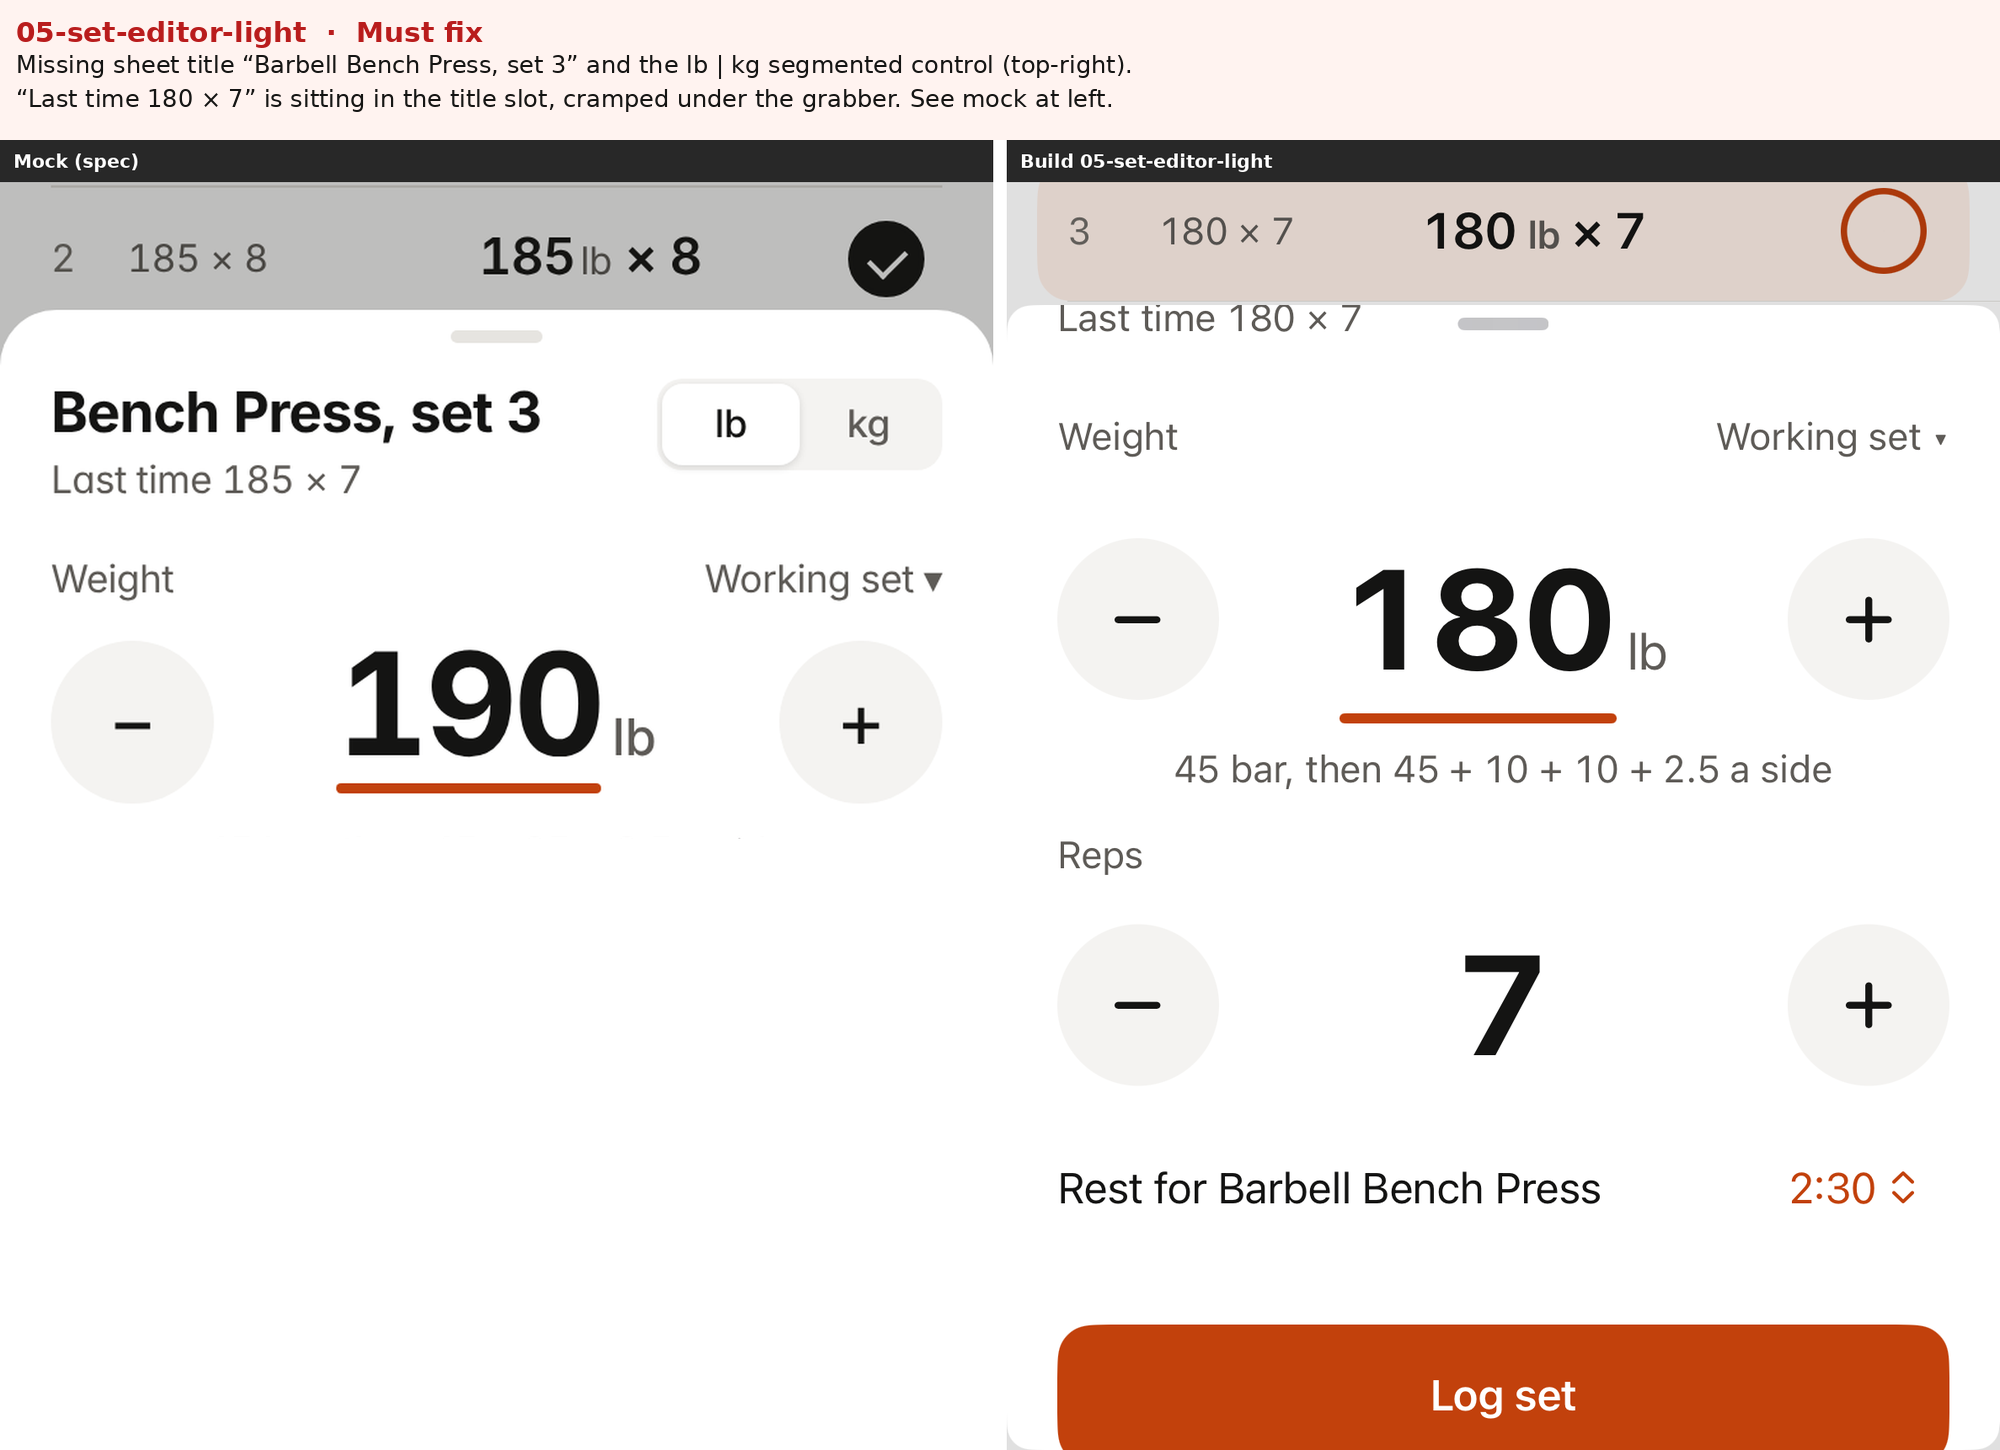 05-set-editor-light · Must fix
Missing sheet title “Barbell Bench Press, set 3” and the lb | kg segmented control (top-right).
“Last time 180 × 7” is sitting in the title slot, cramped under the grabber. See mock at left.
Mock (spec)
2 185 × 8 185 lb × 8
Bench Press, set 3
lb kg
Last time 185 × 7
Weight Working set ▾
− 190 lb +
Build 05-set-editor-light
3 180 × 7 180 lb × 7
Last time 180 × 7
Weight Working set ▾
− 180 lb +
45 bar, then 45 + 10 + 10 + 2.5 a side
Reps
− 7 +
Rest for Barbell Bench Press 2:30
Log set